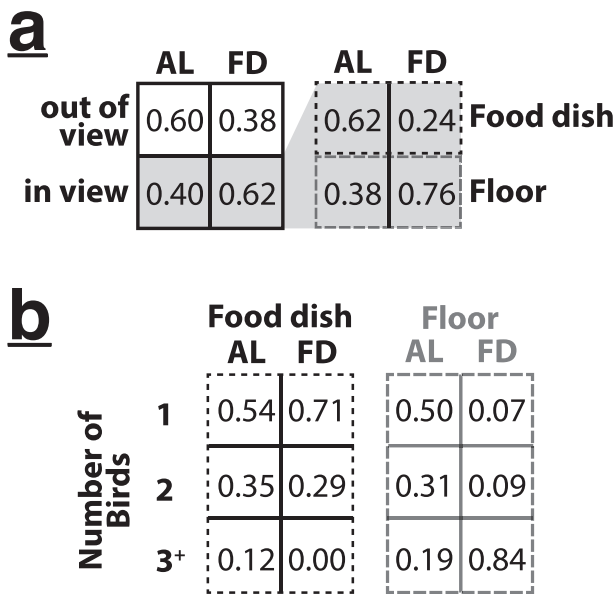 a
AL FD AL FD
out of view 0.60 0.38 0.62 0.24 Food dish
in view 0.40 0.62 0.38 0.76 Floor
b
Food dish Floor
AL FD AL FD
Number of Birds
1 0.54 0.71 0.50 0.07
2 0.35 0.29 0.31 0.09
3+ 0.12 0.00 0.19 0.84